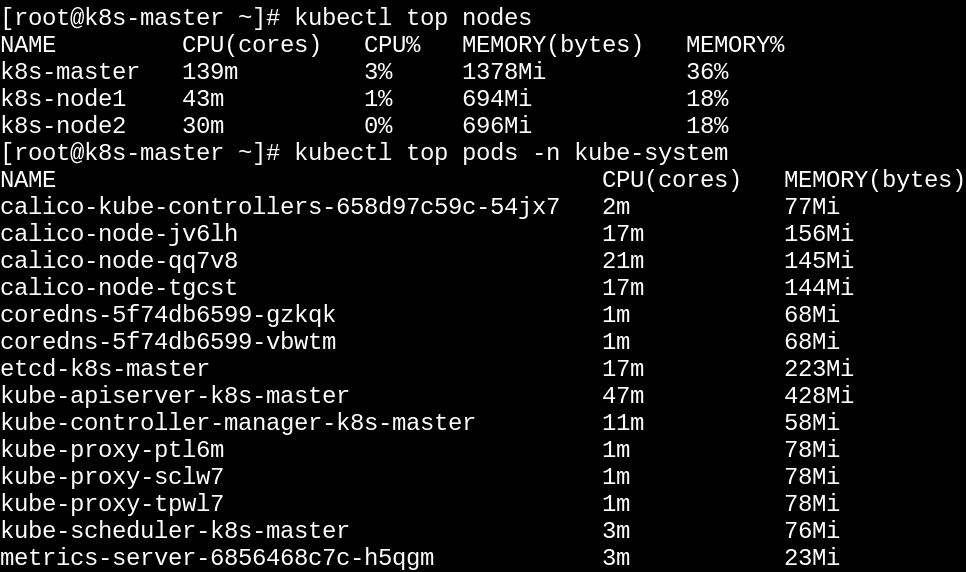 [root@k8s-master ~]# kubectl top nodes
NAME         CPU(cores)   CPU%   MEMORY(bytes)   MEMORY%
k8s-master   139m         3%     1378Mi          36%
k8s-node1    43m          1%     694Mi           18%
k8s-node2    30m          0%     696Mi           18%
[root@k8s-master ~]# kubectl top pods -n kube-system
NAME                                       CPU(cores)   MEMORY(bytes)
calico-kube-controllers-658d97c59c-54jx7   2m           77Mi
calico-node-jv6lh                          17m          156Mi
calico-node-qq7v8                          21m          145Mi
calico-node-tgcst                          17m          144Mi
coredns-5f74db6599-gzkqk                   1m           68Mi
coredns-5f74db6599-vbwtm                   1m           68Mi
etcd-k8s-master                            17m          223Mi
kube-apiserver-k8s-master                  47m          428Mi
kube-controller-manager-k8s-master         11m          58Mi
kube-proxy-ptl6m                           1m           78Mi
kube-proxy-sclw7                           1m           78Mi
kube-proxy-tpwl7                           1m           78Mi
kube-scheduler-k8s-master                  3m           76Mi
metrics-server-6856468c7c-h5qgm            3m           23Mi